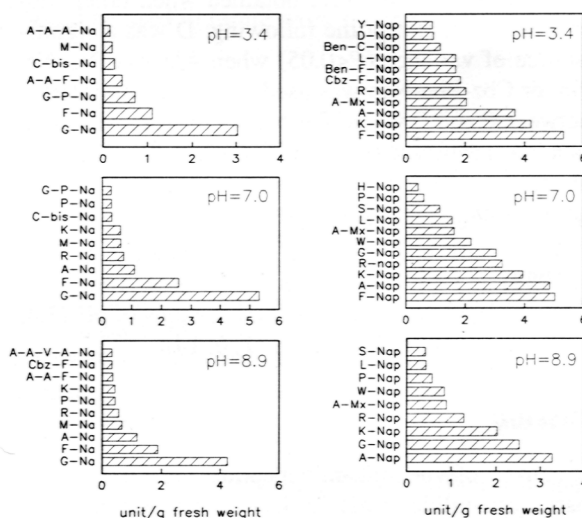 pH=3.4
A-A-A-Na
M-Na
C-bis-Na
A-A-F-Na
G-P-Na
F-Na
G-Na
0 1 2 3 4
pH=3.4
Y-Nap
P-Nap
Ben-C-Nap
L-Nap
Ben-F-Nap
Cbz-F-Nap
R-Nap
A-Mx-Nap
A-Nap
K-Nap
F-Nap
0 2 4 6
pH=7.0
G-P-Na
P-Na
C-bis-Na
K-Na
M-Na
R-Na
A-Na
F-Na
G-Na
0 1 2 3 4 5 6
pH=7.0
H-Nap
P-Nap
S-Nap
L-Nap
A-Mx-Nap
W-Nap
G-Nap
R-nap
K-Nap
A-Nap
F-Nap
0 2 4 6
pH=8.9
A-A-V-A-Na
Cbz-F-Na
A-A-F-Na
K-Na
P-Na
R-Na
M-Na
A-Na
F-Na
G-Na
0 1 2 3 4 5
unit/g fresh weight
pH=8.9
S-Nap
L-Nap
P-Nap
W-Nap
A-Mx-Nap
R-Nap
K-Nap
G-Nap
A-Nap
0 1 2 3
unit/g fresh weight